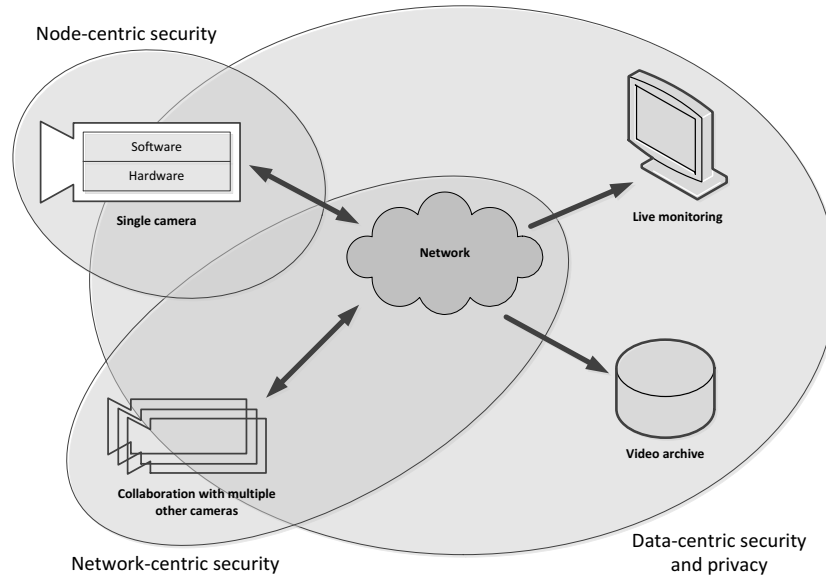 Node-centric security
Software
Hardware
Single camera
Live monitoring
Network
Video archive
Collaboration with multiple
other cameras
Network-centric security
Data-centric security
and privacy